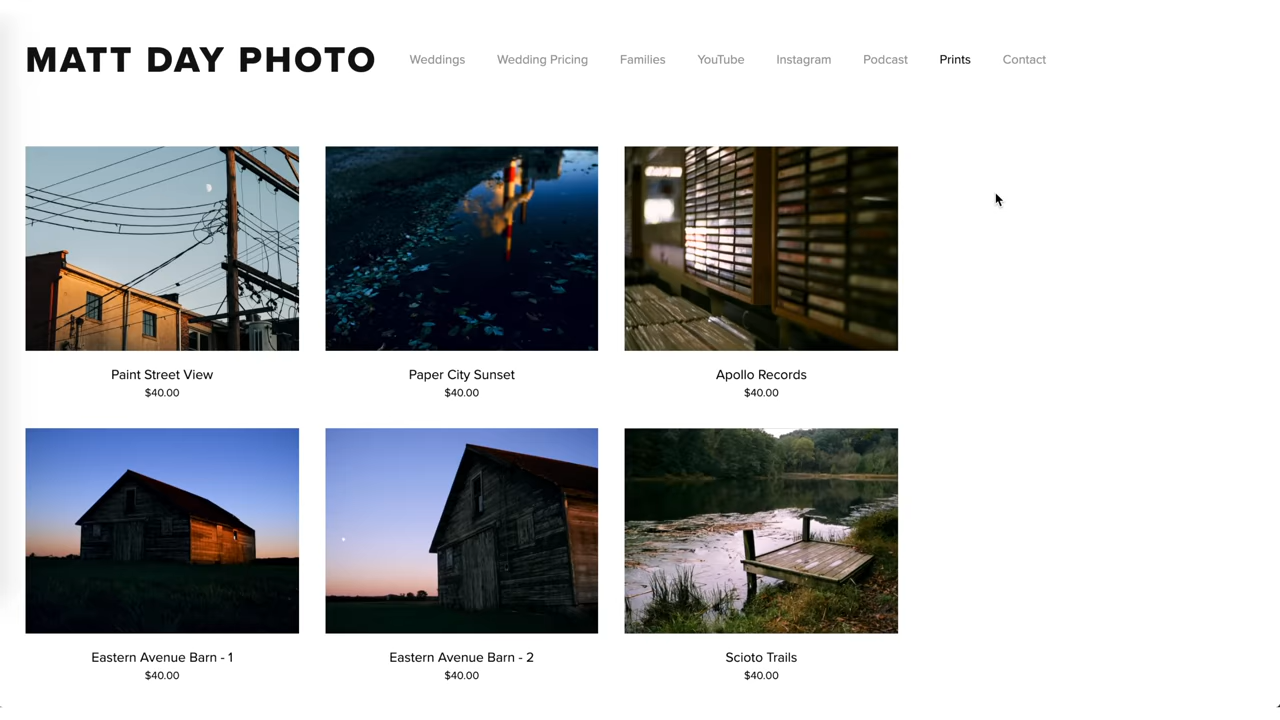 MATT DAY PHOTO
Weddings Wedding Pricing Families YouTube Instagram Podcast Prints Contact
Paint Street View
$40.00
Paper City Sunset
$40.00
Apollo Records
$40.00
Eastern Avenue Barn - 1
$40.00
Eastern Avenue Barn - 2
$40.00
Scioto Trails
$40.00